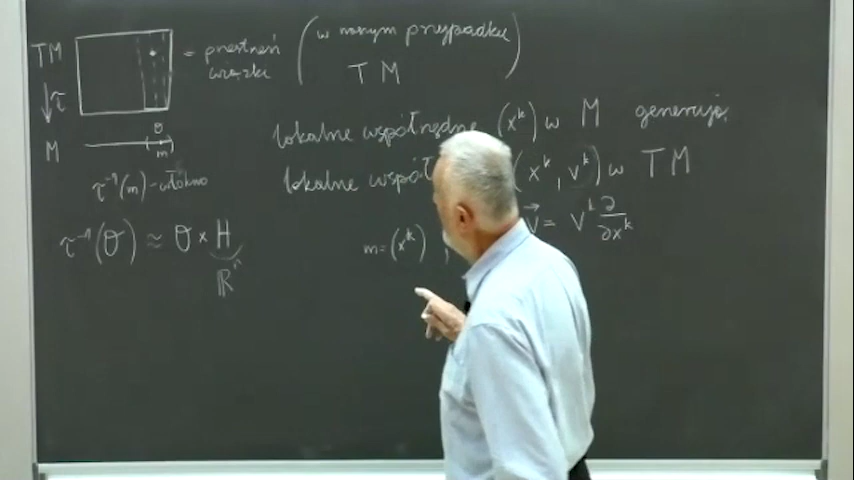 TM
= przestrzeń
wiązki
(w naszym przypadku
TM)
↓ τ
M
O
m
τ⁻¹(m) - włókno
τ⁻¹(O) ≈ O × H
ℝⁿ
lokalne współrzędne (xᵏ) w M generują
lokalne współ (xᵏ, vᵏ) w TM
m = (xᵏ), V⃗ = Vᵏ ∂/∂xᵏ